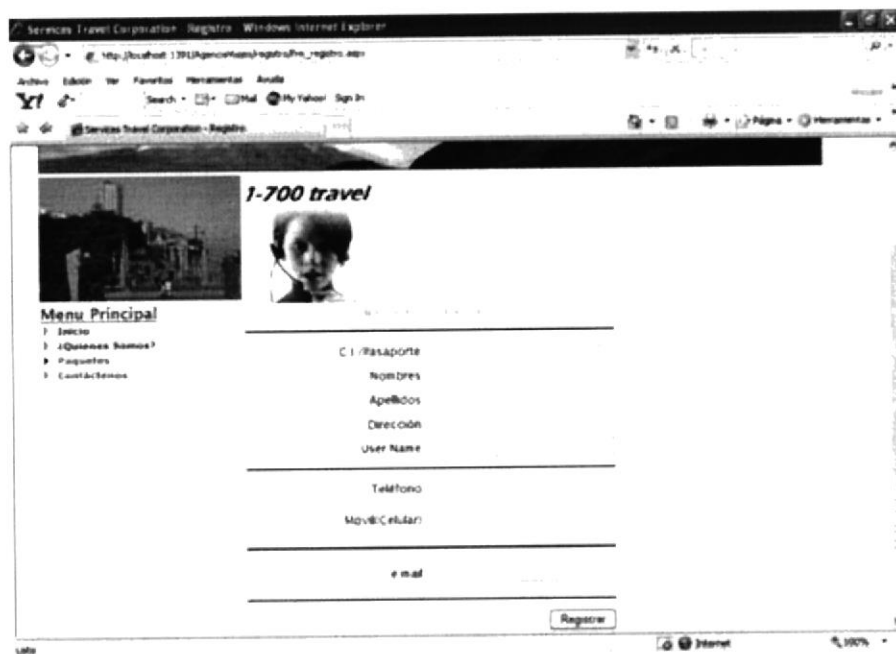 Services Travel Corporation Registro Windows Internet Explorer
Archivo Edición Ver Favoritos Herramientas Ayuda
Y! Search Mail My Yahoo! Sign In
Services Travel Corporation - Registro
Página Herramientas
1-700 travel
Menu Principal
Inicio
¿Quienes Somos?
Paquetes
Contáctenos
C I /Pasaporte
Nombres
Apellidos
Dirección
User Name
Teléfono
Movil(Celular)
e mail
Registrar
Listo
Internet
100%